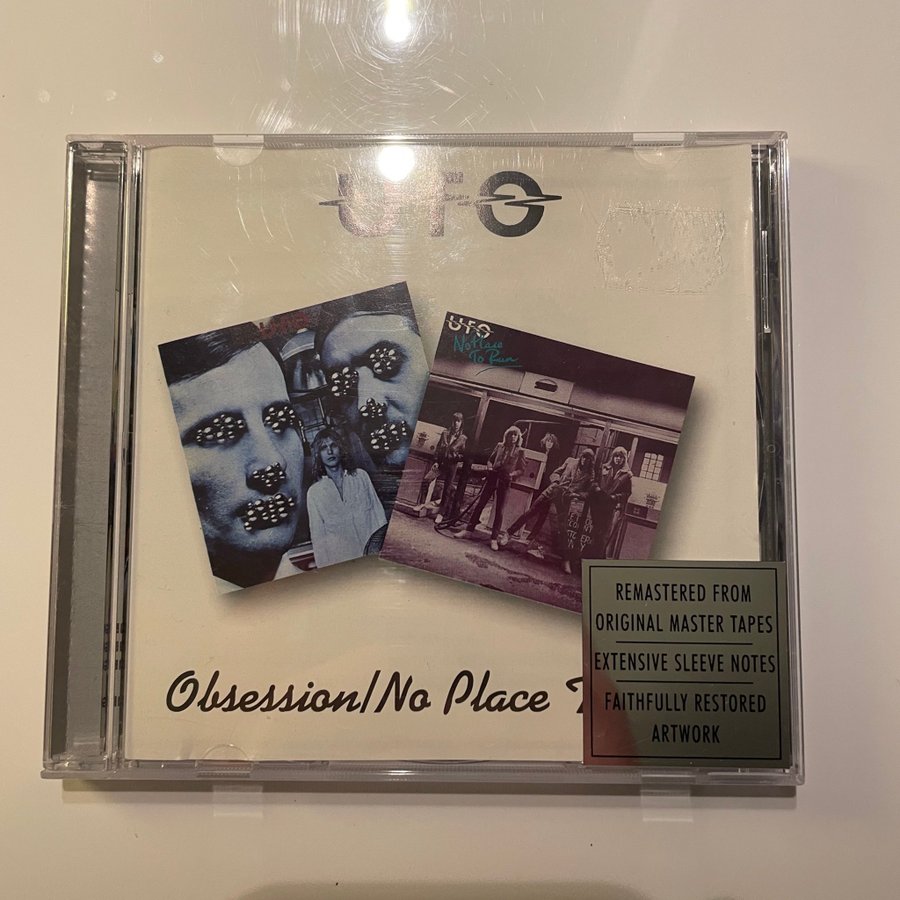 UFO
UFO
No Place
To Run
Obsession/No Place T
REMASTERED FROM
ORIGINAL MASTER TAPES
EXTENSIVE SLEEVE NOTES
FAITHFULLY RESTORED
ARTWORK